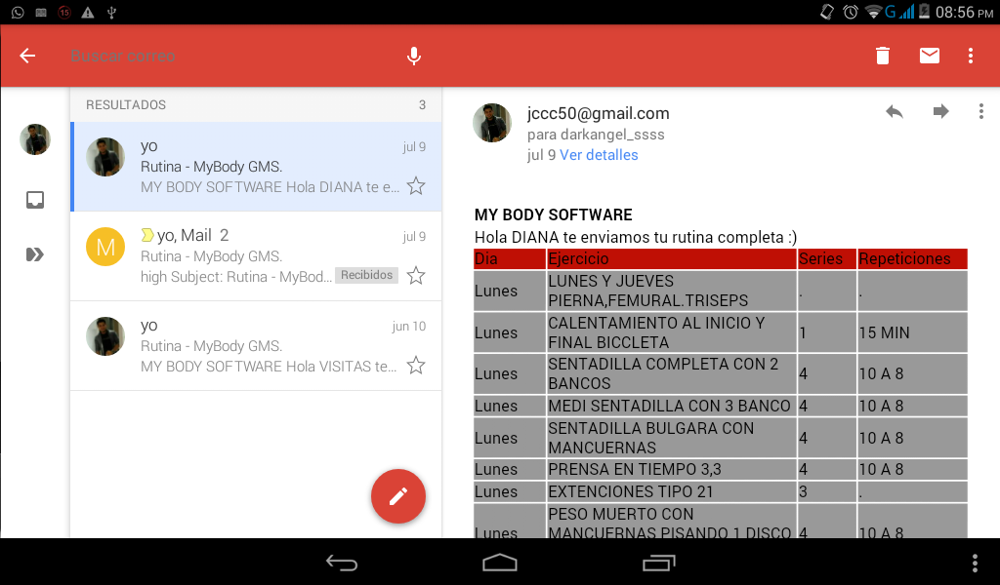 15
G
08:56 PM
Buscar correo
RESULTADOS 3
yo jul 9
Rutina - MyBody GMS.
MY BODY SOFTWARE Hola DIANA te e...
M
yo, Mail 2 jul 9
Rutina - MyBody GMS.
high Subject: Rutina - MyBod... Recibidos
yo jun 10
Rutina - MyBody GMS.
MY BODY SOFTWARE Hola VISITAS te...
jccc50@gmail.com
para darkangel_ssss
jul 9 Ver detalles
MY BODY SOFTWARE
Hola DIANA te enviamos tu rutina completa :)
Dia Ejercicio Series Repeticiones
Lunes LUNES Y JUEVES
PIERNA,FEMURAL.TRISEPS . .
Lunes CALENTAMIENTO AL INICIO Y
FINAL BICCLETA 1 15 MIN
Lunes SENTADILLA COMPLETA CON 2
BANCOS 4 10 A 8
Lunes MEDI SENTADILLA CON 3 BANCO 4 10 A 8
Lunes SENTADILLA BULGARA CON
MANCUERNAS 4 10 A 8
Lunes PRENSA EN TIEMPO 3,3 4 10 A 8
Lunes EXTENCIONES TIPO 21 3 .
PESO MUERTO CON
Lunes MANCUERNAS PISANDO 1 DISCO 4 10 A 8